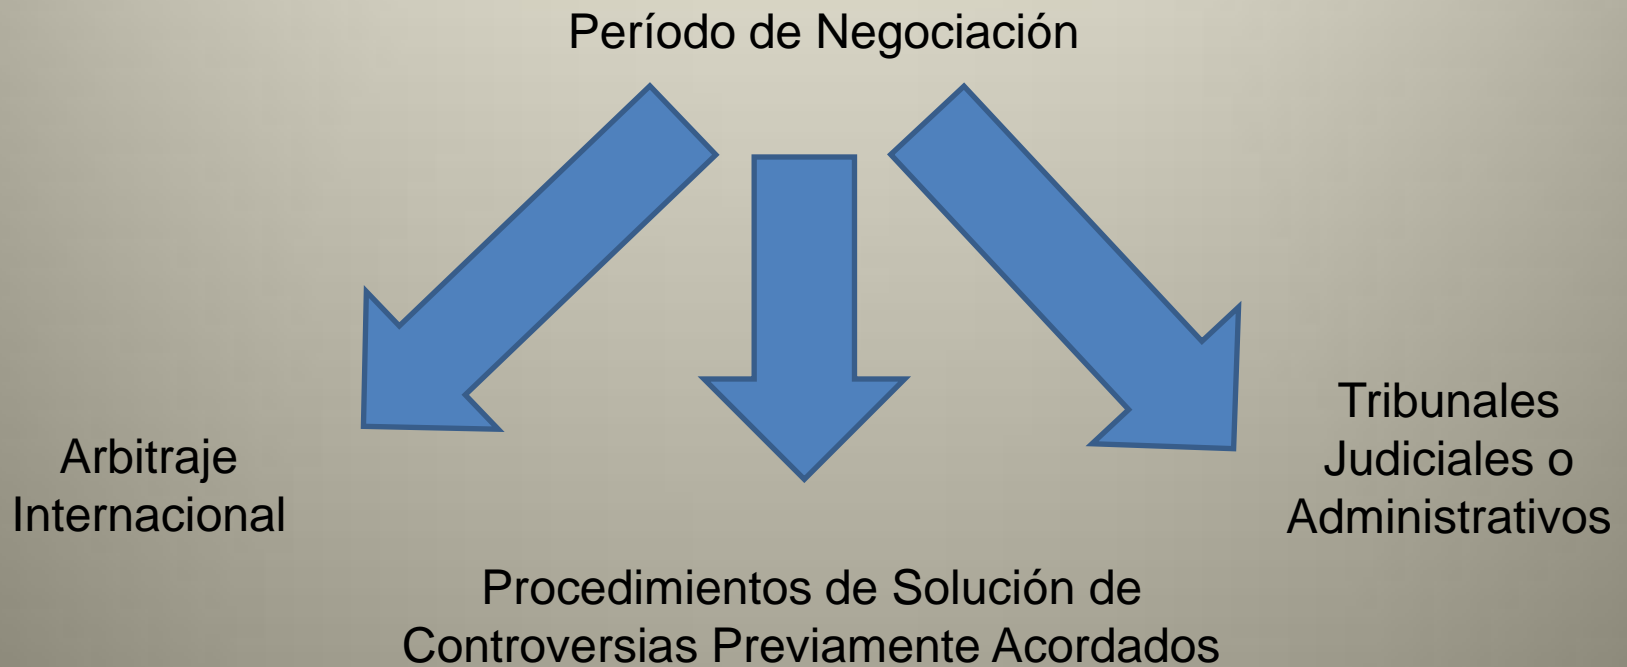 Período de Negociación
Arbitraje
Internacional
Procedimientos de Solución de
Controversias Previamente Acordados
Tribunales
Judiciales o
Administrativos